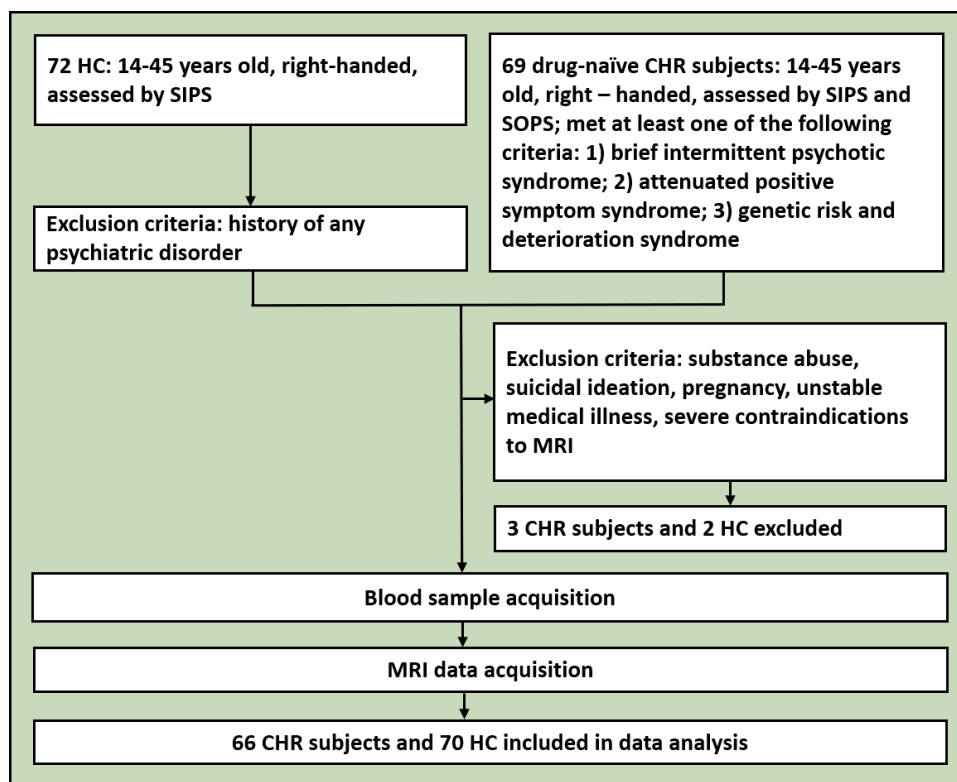 72 HC: 14-45 years old, right-handed,
assessed by SIPS
69 drug-naïve CHR subjects: 14-45 years
old, right – handed, assessed by SIPS and
SOPS; met at least one of the following
criteria: 1) brief intermittent psychotic
syndrome; 2) attenuated positive
symptom syndrome; 3) genetic risk and
deterioration syndrome
Exclusion criteria: history of any
psychiatric disorder
Exclusion criteria: substance abuse,
suicidal ideation, pregnancy, unstable
medical illness, severe contraindications
to MRI
3 CHR subjects and 2 HC excluded
Blood sample acquisition
MRI data acquisition
66 CHR subjects and 70 HC included in data analysis